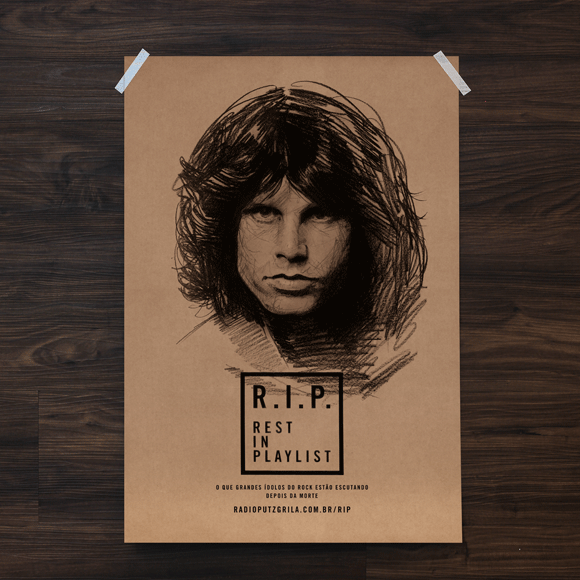 R.I.P.
REST
IN
PLAYLIST
O QUE GRANDES ÍDOLOS DO ROCK ESTÃO ESCUTANDO
DEPOIS DA MORTE
RADIOPUTZGRILA.COM.BR/RIP